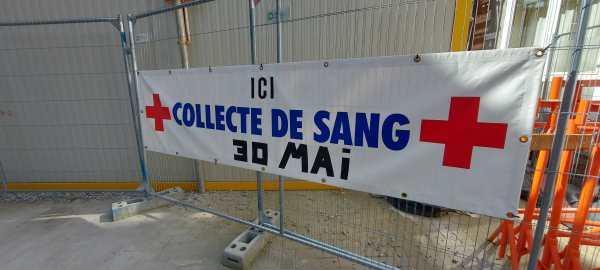 ICI
COLLECTE DE SANG
30 MAi